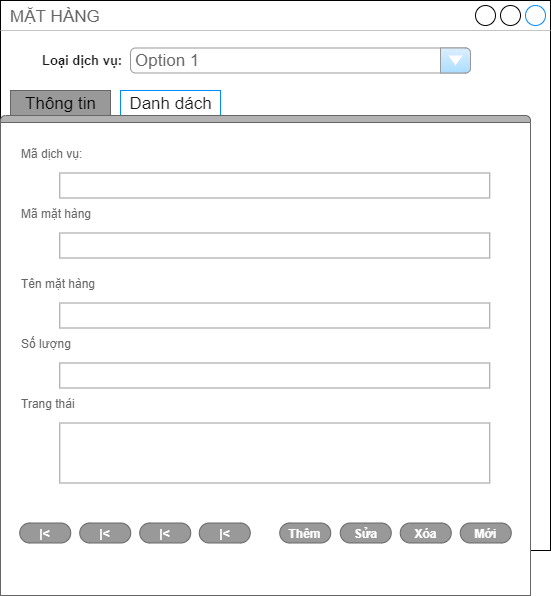 MẶT HÀNG
Loại dịch vụ: Option 1
Thông tin Danh dách
Mã dịch vụ:
Mã mặt hàng
Tên mặt hàng
Số lượng
Trang thái
|< |< |< |< Thêm Sửa Xóa Mới